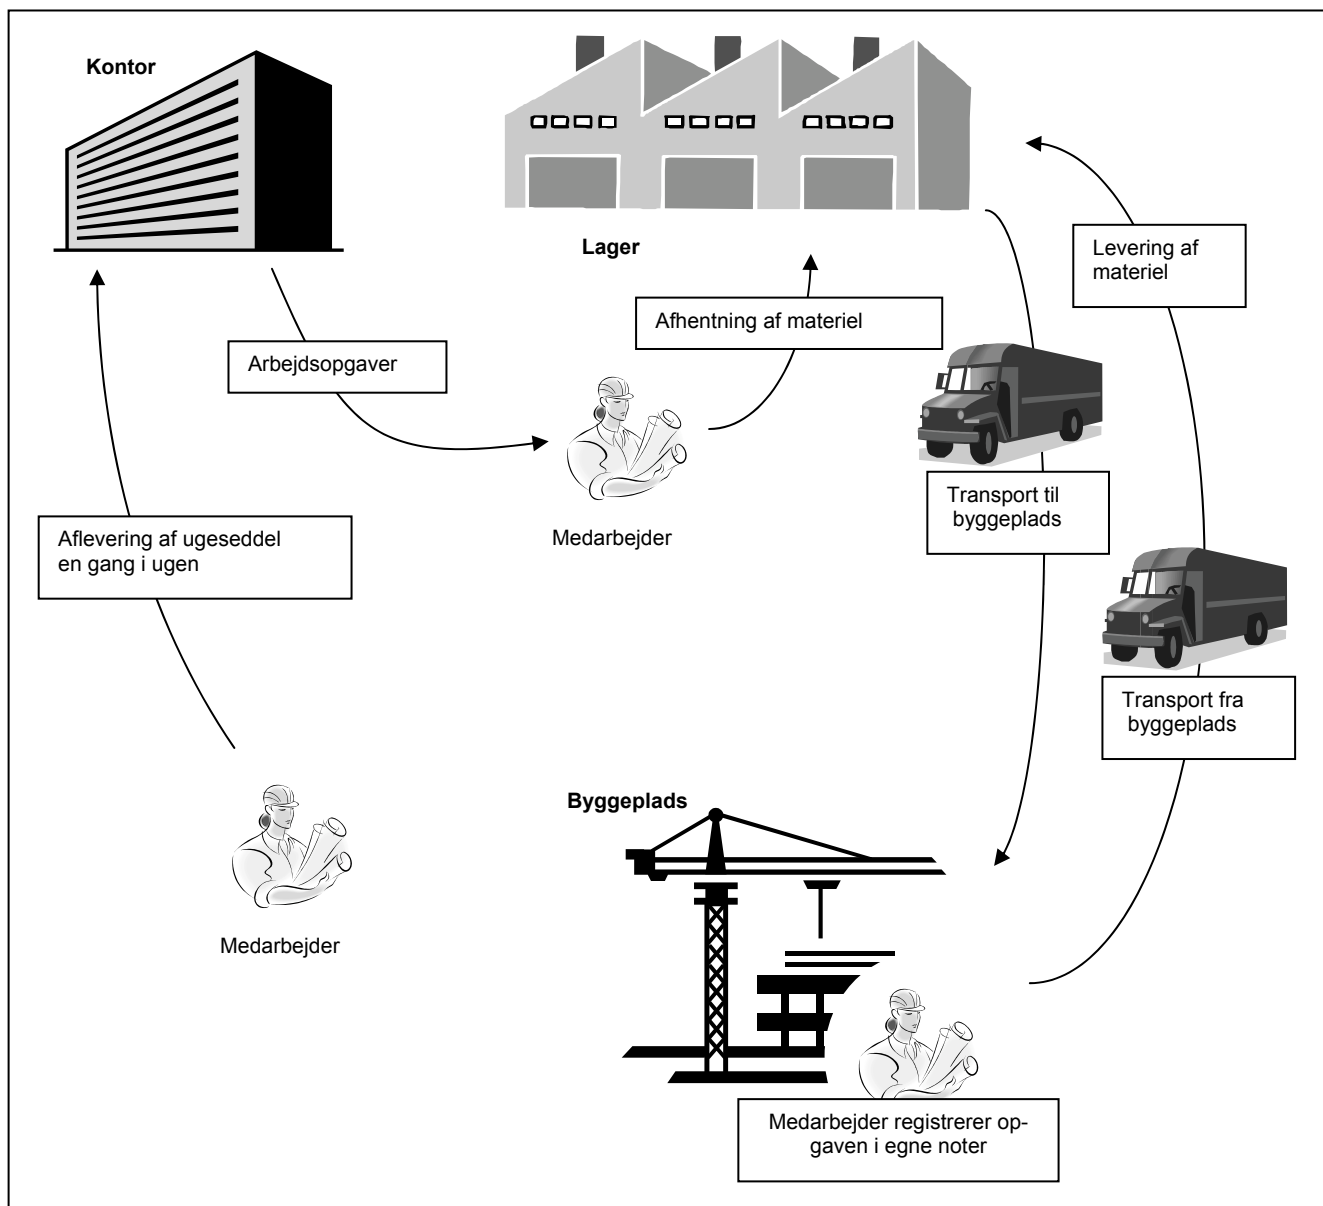 Kontor
Lager
Levering af
materiel
Afhentning af materiel
Arbejdsopgaver
Transport til
byggeplads
Medarbejder
Aflevering af ugeseddel
en gang i ugen
Transport fra
byggeplads
Byggeplads
Medarbejder
Medarbejder registrerer op-
gaven i egne noter